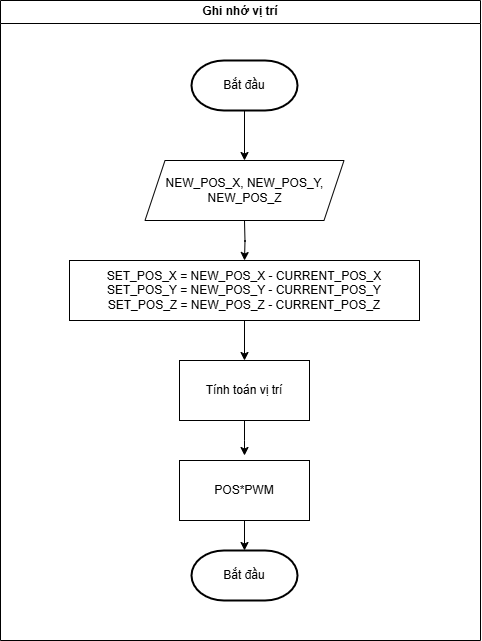 Ghi nhớ vị trí
Bắt đầu
NEW_POS_X, NEW_POS_Y,
NEW_POS_Z
SET_POS_X = NEW_POS_X - CURRENT_POS_X
SET_POS_Y = NEW_POS_Y - CURRENT_POS_Y
SET_POS_Z = NEW_POS_Z - CURRENT_POS_Z
Tính toán vị trí
POS*PWM
Bắt đầu